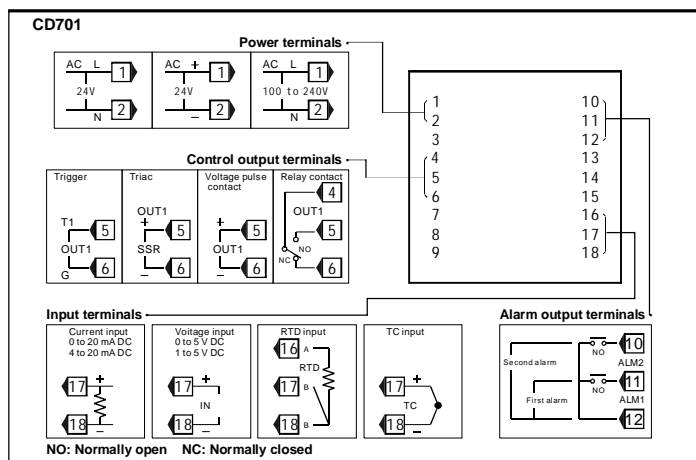 CD701
Power terminals
AC L 1
24V
N 2
AC + 1
24V
– 2
AC L 1
100 to 240V
N 2
Control output terminals
Trigger
T1 5
OUT1
G 6
Triac
OUT1
+ 5
SSR
– 6
Voltage pulse
contact
+ 5
OUT1
– 6
Relay contact
4
OUT1
5
NO
NC 6
1 10
2 11
3 12
4 13
5 14
6 15
7 16
8 17
9 18
Input terminals
Current input
0 to 20 mA DC
4 to 20 mA DC
17 +
18 –
Voltage input
0 to 5 V DC
1 to 5 V DC
17 +
IN
18 –
RTD input
16 A
RTD
17 B
18 B
TC input
17 +
TC
18 –
Alarm output terminals
10
NO
ALM2
Second alarm
11
NO
ALM1
First alarm
12
NO: Normally open NC: Normally closed